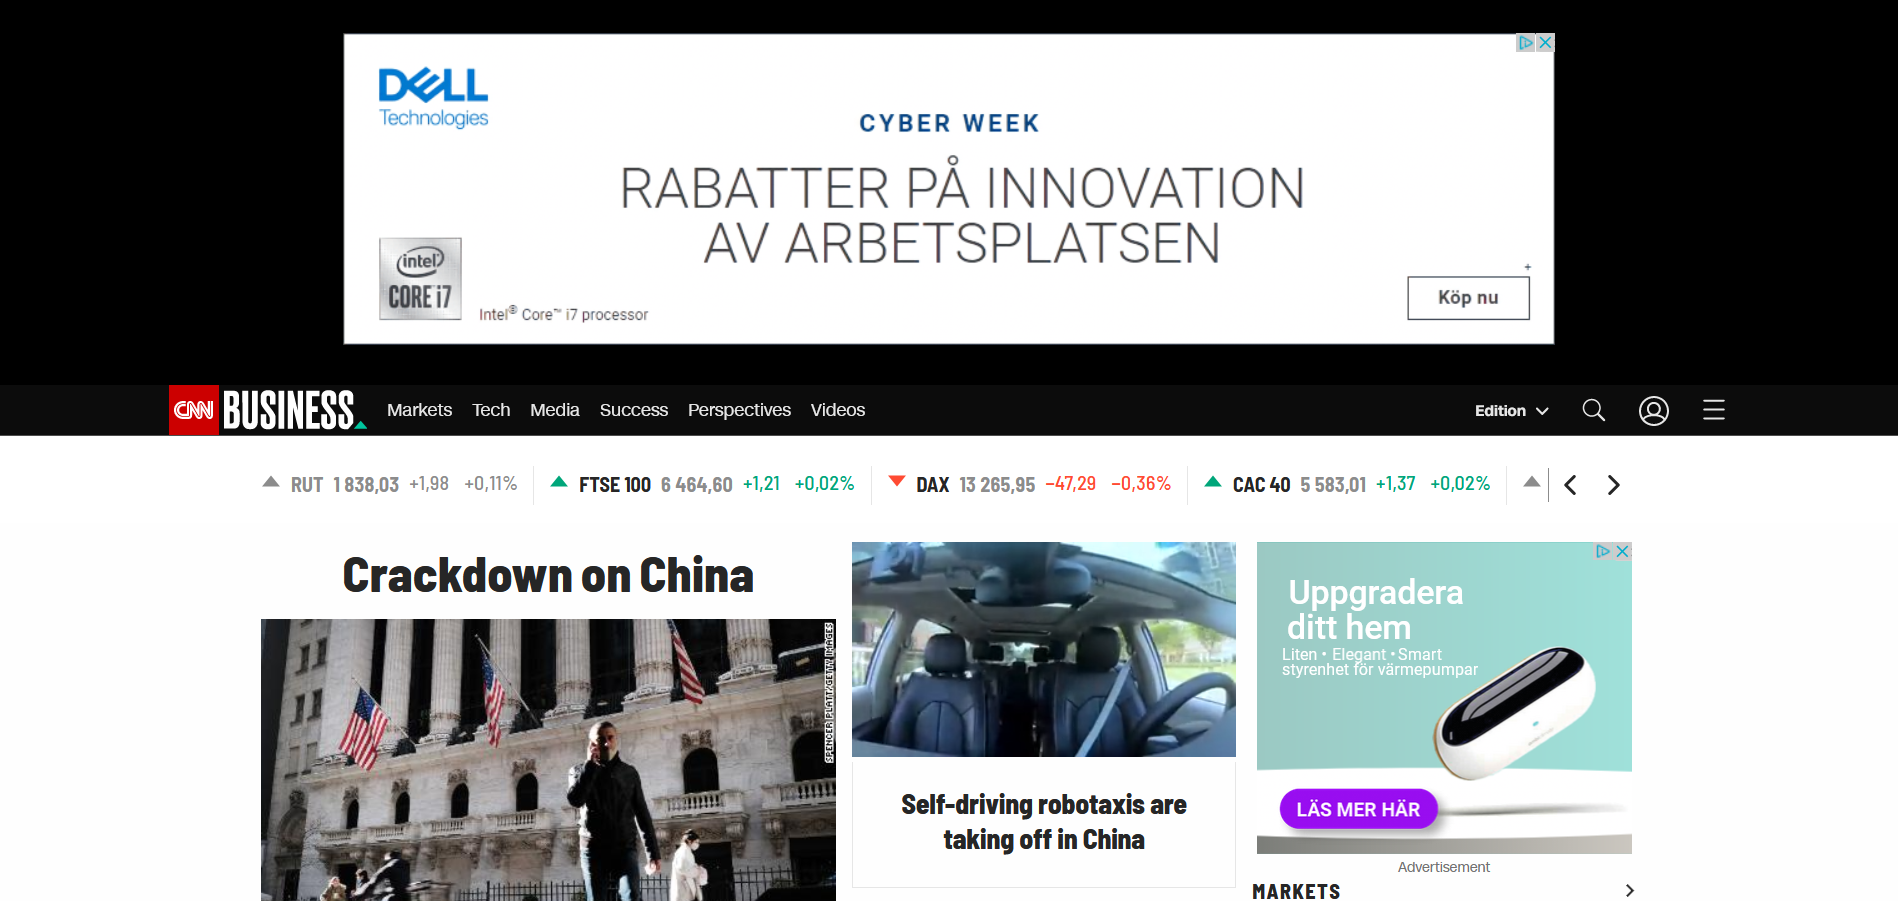 DELL
Technologies
CYBER WEEK
RABATTER PÅ INNOVATION
AV ARBETSPLATSEN
intel
CORE i7
Intel® Core™ i7 processor
+
Köp nu
CNN BUSINESS
Markets Tech Media Success Perspectives Videos
Edition
RUT 1 838,03 +1,98 +0,11%
FTSE 100 6 464,60 +1,21 +0,02%
DAX 13 265,95 −47,29 −0,36%
CAC 40 5 583,01 +1,37 +0,02%
Crackdown on China
SPENCER PLATT/GETTY IMAGES
Self-driving robotaxis are
taking off in China
Uppgradera
ditt hem
Liten • Elegant • Smart
styrenhet för värmepumpar
LÄS MER HÄR
Advertisement
MARKETS